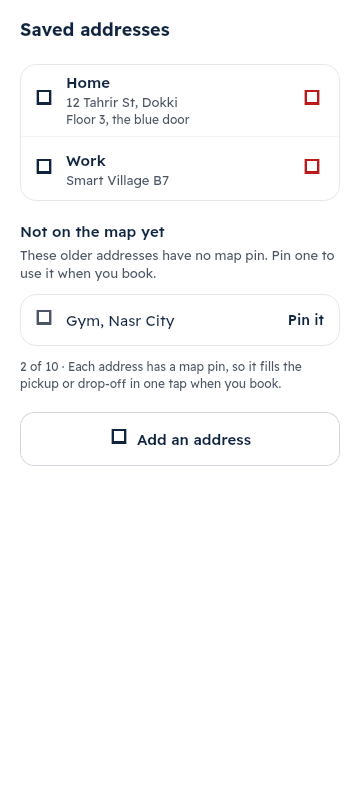 Saved addresses
Home
12 Tahrir St, Dokki
Floor 3, the blue door
Work
Smart Village B7
Not on the map yet
These older addresses have no map pin. Pin one to
use it when you book.
Gym, Nasr City
Pin it
2 of 10 · Each address has a map pin, so it fills the
pickup or drop-off in one tap when you book.
Add an address